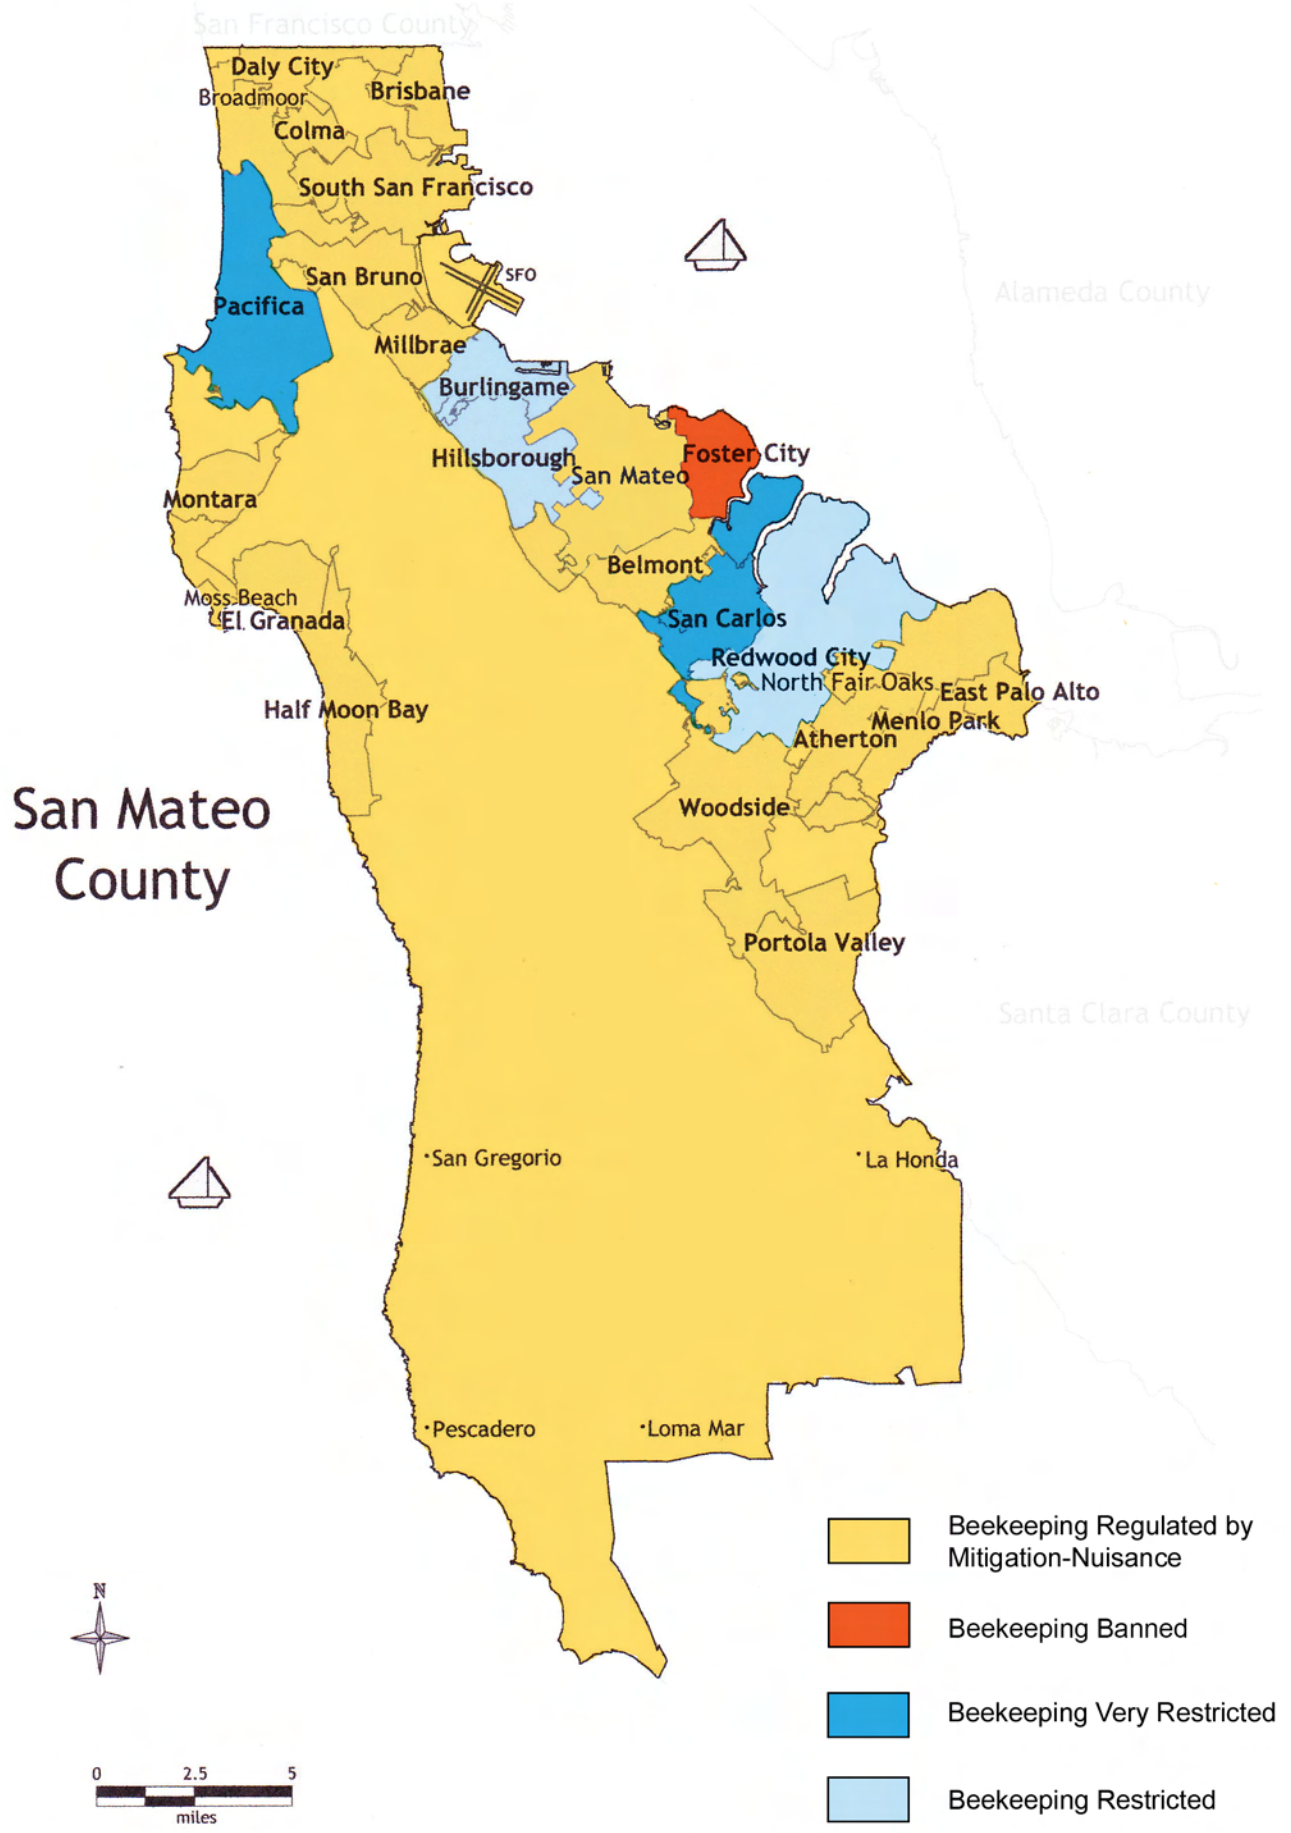 San Francisco County
Daly City
Broadmoor
Brisbane
Colma
South San Francisco
San Bruno
SFO
Pacifica
Alameda County
Millbrae
Burlingame
Hillsborough
San Mateo
Foster City
Montara
Belmont
Moss Beach
El Granada
San Carlos
Redwood City
North Fair Oaks
East Palo Alto
Half Moon Bay
Menlo Park
Atherton
San Mateo
County
Woodside
Portola Valley
Santa Clara County
San Gregorio
La Honda
Pescadero
Loma Mar
Beekeeping Regulated by
Mitigation-Nuisance
N
Beekeeping Banned
Beekeeping Very Restricted
0 2.5 5
miles
Beekeeping Restricted